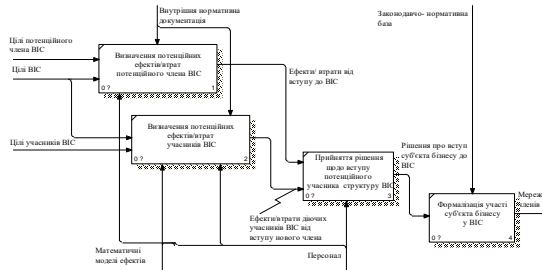 Внутрішня нормативна
документація
Законодавчо- нормативна
база
Цілі потенційного
члена ВІС
Цілі ВІС
Визначення потенційних
ефектів/втрат
потенційного члена ВІС
0 ?
1
Ефекти/ втрати від
вступу до ВІС
Цілі учасників ВІС
Визначення потенційних
ефектів/втрат
учасників ВІС
0 ?
2
Рішення про вступ
суб'єкта бізнесу до
ВІС
Прийняття рішення
щодо вступу
потенційного
учасника структуру ВІС
0 ?
3
Мереж
членів
Формалізація участі
суб'єкта бізнесу
у ВІС
0 ?
4
Ефекти/втрати діючих
учасників ВІС від
вступу нового члена
Математичні
моделі ефектів
Персонал